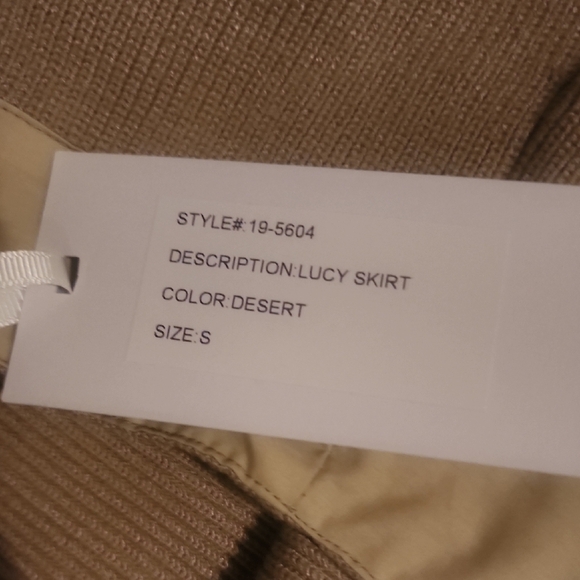 STYLE#:19-5604
DESCRIPTION:LUCY SKIRT
COLOR:DESERT
SIZE:S